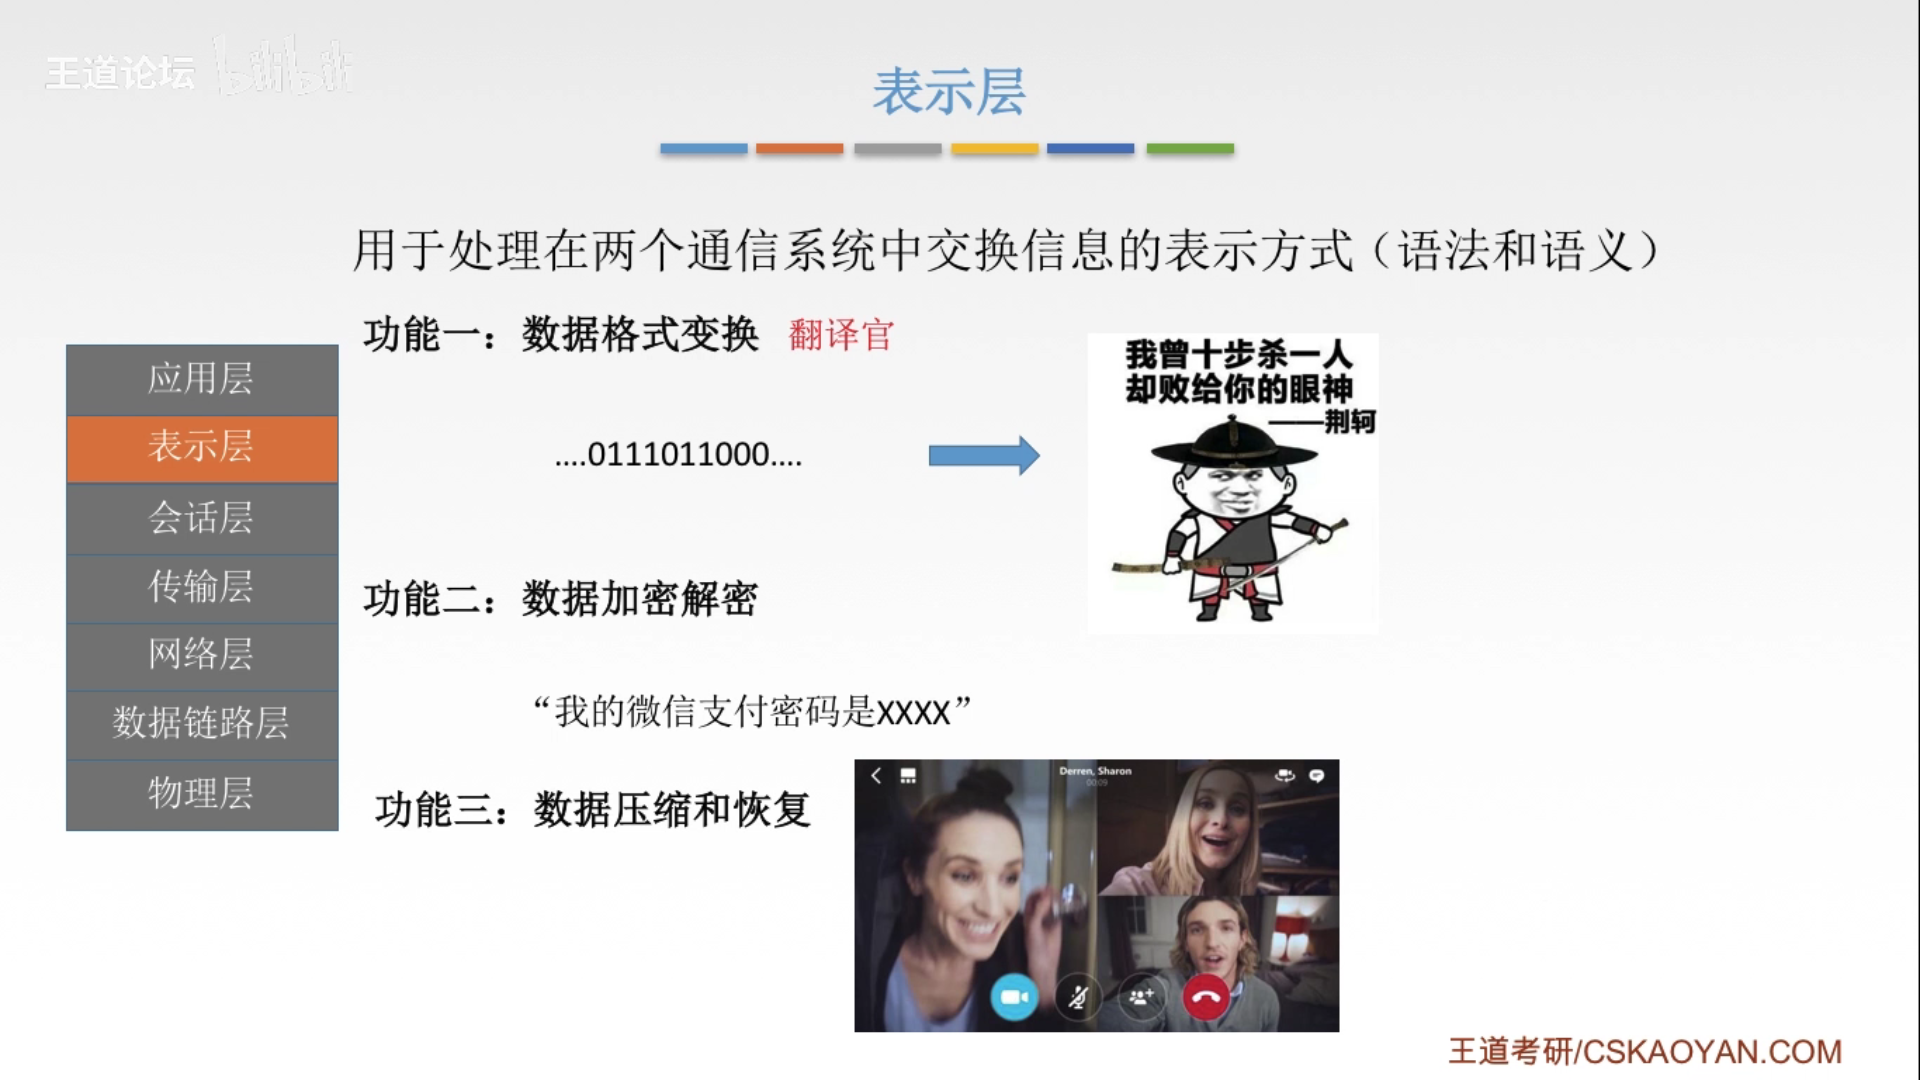 王道论坛 bilibili
表示层
用于处理在两个通信系统中交换信息的表示方式（语法和语义）
功能一：数据格式变换 翻译官
我曾十步杀一人
却败给你的眼神
——荆轲
....0111011000....
功能二：数据加密解密
“我的微信支付密码是XXXX”
功能三：数据压缩和恢复
Derren, Sharon
00:09
应用层
表示层
会话层
传输层
网络层
数据链路层
物理层
王道考研/CSKAOYAN.COM